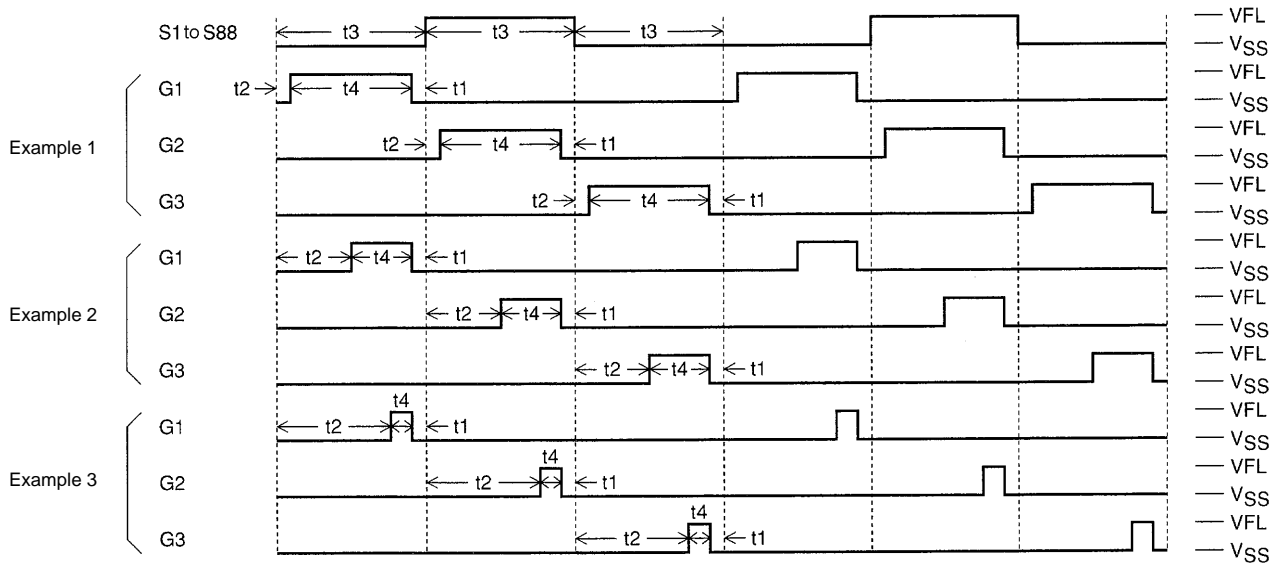 S1 to S88 t3 t3 t3 VFL
VSS
Example 1
G1 t2 t4 t1 VFL
VSS
G2 t2 t4 t1 VFL
VSS
G3 t2 t4 t1 VFL
VSS
Example 2
G1 t2 t4 t1 VFL
VSS
G2 t2 t4 t1 VFL
VSS
G3 t2 t4 t1 VFL
VSS
Example 3
G1 t2 t4 t1 VFL
VSS
G2 t2 t4 t1 VFL
VSS
G3 t2 t4 t1 VFL
VSS